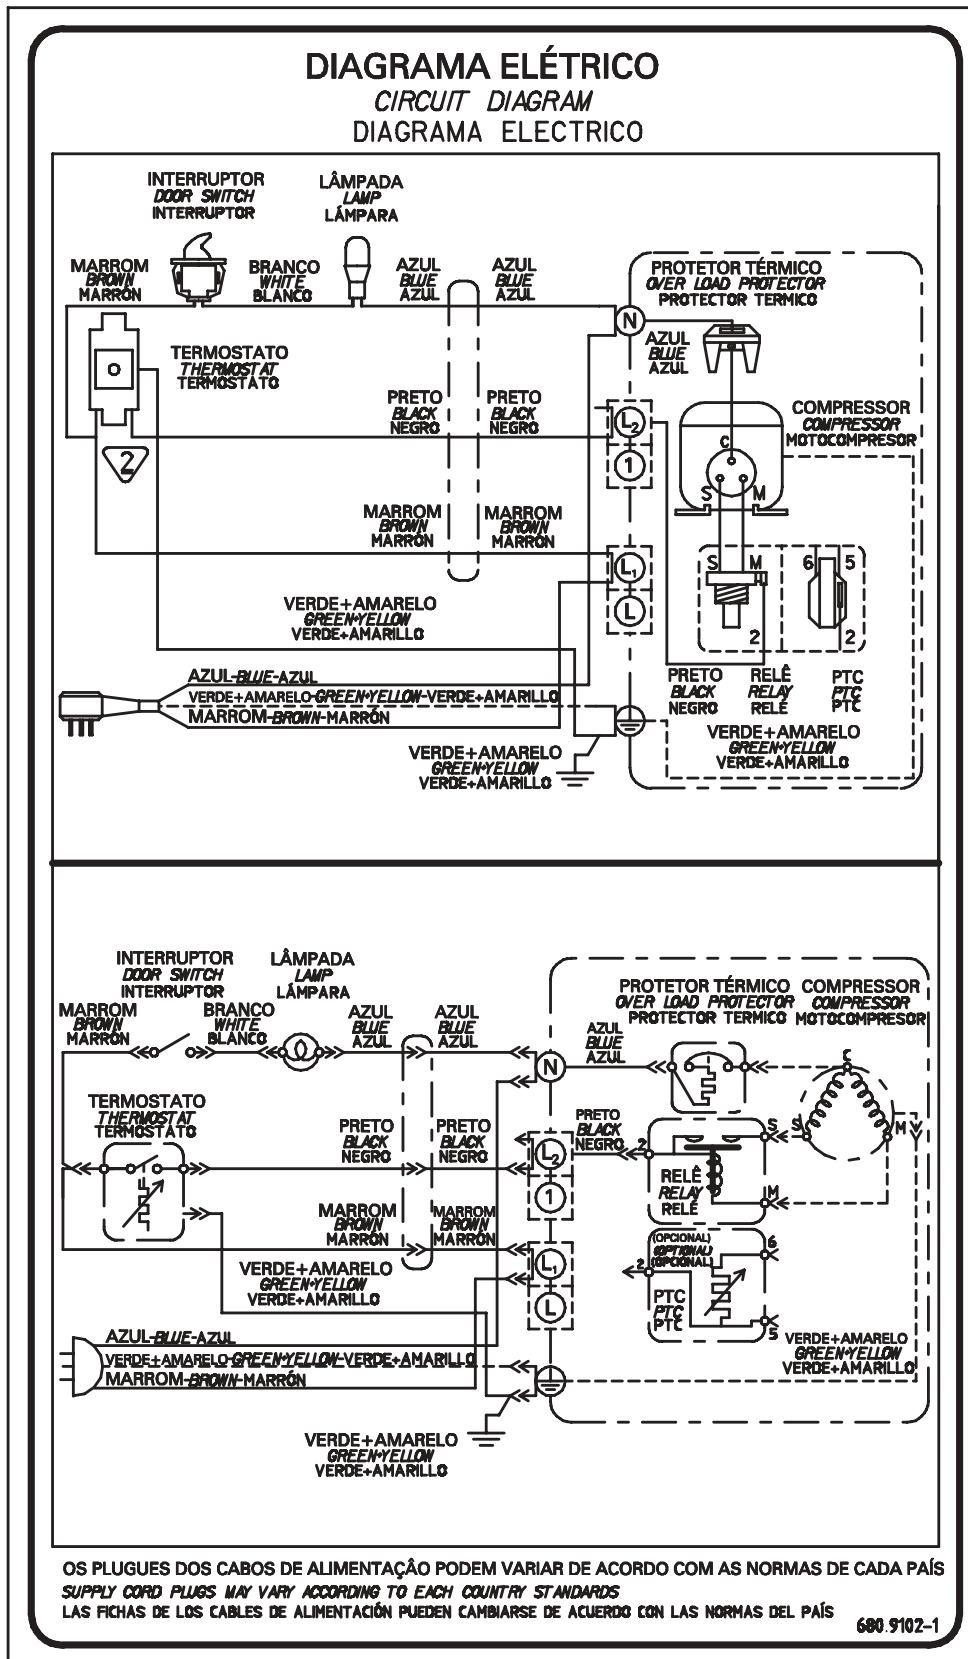 DIAGRAMA ELÉTRICO
CIRCUIT DIAGRAM
DIAGRAMA ELECTRICO
INTERRUPTOR
DOOR SWITCH
INTERRUPTOR
LÂMPADA
LAMP
LÁMPARA
MARROM
BROWN
MARRÓN
BRANCO
WHITE
BLANCO
AZUL
BLUE
AZUL
AZUL
BLUE
AZUL
PROTETOR TÉRMICO
OVER LOAD PROTECTOR
PROTECTOR TERMICO
N
AZUL
BLUE
AZUL
TERMOSTATO
THERMOSTAT
TERMOSTATO
2
PRETO
BLACK
NEGRO
PRETO
BLACK
NEGRO
L2
1
COMPRESSOR
COMPRESSOR
MOTOCOMPRESOR
C
S M
MARROM
BROWN
MARRÓN
MARROM
BROWN
MARRÓN
L1
L
S M
2
6 5
2
VERDE+AMARELO
GREEN+YELLOW
VERDE+AMARILLO
PRETO
BLACK
NEGRO
RELÊ
RELAY
RELÉ
PTC
PTC
PTC
AZUL-BLUE-AZUL
VERDE+AMARELO-GREEN+YELLOW-VERDE+AMARILLO
MARROM-BROWN-MARRÓN
VERDE+AMARELO
GREEN+YELLOW
VERDE+AMARILLO
VERDE+AMARELO
GREEN+YELLOW
VERDE+AMARILLO
INTERRUPTOR
DOOR SWITCH
INTERRUPTOR
LÂMPADA
LAMP
LÁMPARA
MARROM
BROWN
MARRÓN
BRANCO
WHITE
BLANCO
AZUL
BLUE
AZUL
AZUL
BLUE
AZUL
PROTETOR TÉRMICO
OVER LOAD PROTECTOR
PROTECTOR TERMICO
COMPRESSOR
COMPRESSOR
MOTOCOMPRESOR
AZUL
BLUE
AZUL
N
C
S
S
M
TERMOSTATO
THERMOSTAT
TERMOSTATO
PRETO
BLACK
NEGRO
PRETO
BLACK
NEGRO
L2
1
PRETO
BLACK
NEGRO
2
RELÊ
RELAY
RELÉ
M
MARROM
BROWN
MARRÓN
MARROM
BROWN
MARRÓN
L1
L
(OPCIONAL)
(OPTIONAL)
(OPCIONAL)
2
PTC
PTC
PTC
6
5
VERDE+AMARELO
GREEN+YELLOW
VERDE+AMARILLO
VERDE+AMARELO
GREEN+YELLOW
VERDE+AMARILLO
AZUL-BLUE-AZUL
VERDE+AMARELO-GREEN+YELLOW-VERDE+AMARILLO
MARROM-BROWN-MARRÓN
VERDE+AMARELO
GREEN+YELLOW
VERDE+AMARILLO
OS PLUGUES DOS CABOS DE ALIMENTAÇÂO PODEM VARIAR DE ACORDO COM AS NORMAS DE CADA PAÍS
SUPPLY CORD PLUGS MAY VARY ACCORDING TO EACH COUNTRY STANDARDS
LAS FICHAS DE LOS CABLES DE ALIMENTACIÓN PUEDEN CAMBIARSE DE ACUERDO CON LAS NORMAS DEL PAÍS
680.9102-1